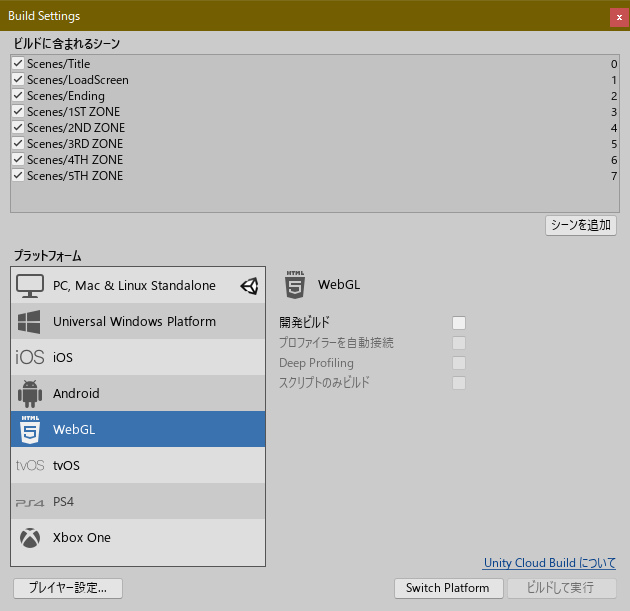 Build Settings
x
ビルドに含まれるシーン
Scenes/Title 0
Scenes/LoadScreen 1
Scenes/Ending 2
Scenes/1ST ZONE 3
Scenes/2ND ZONE 4
Scenes/3RD ZONE 5
Scenes/4TH ZONE 6
Scenes/5TH ZONE 7
シーンを追加
プラットフォーム
PC, Mac & Linux Standalone
Universal Windows Platform
iOS iOS
Android
HTML 5 WebGL
tvOS tvOS
PS4 PS4
Xbox One
HTML 5 WebGL
開発ビルド
プロファイラーを自動接続
Deep Profiling
スクリプトのみビルド
Unity Cloud Build について
プレイヤー設定...
Switch Platform
ビルドして実行